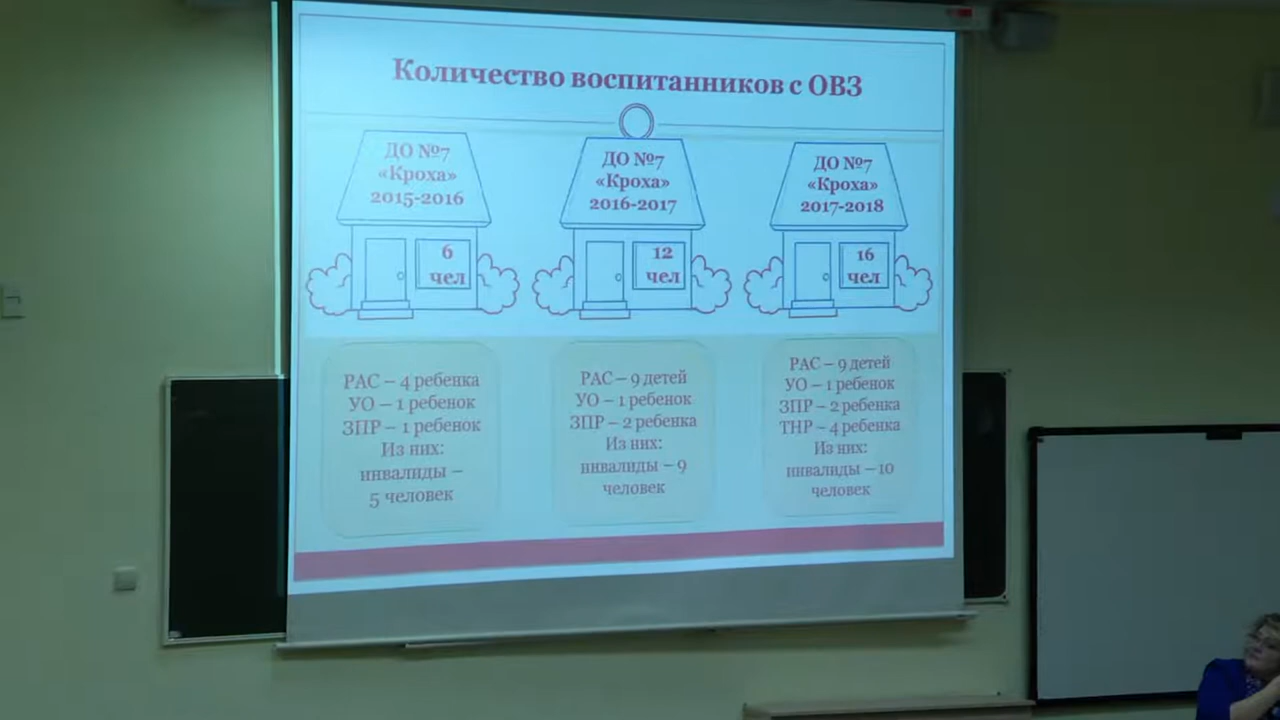 Количество воспитанников с ОВЗ
ДО №7
«Кроха»
2015-2016
6
чел
ДО №7
«Кроха»
2016-2017
12
чел
ДО №7
«Кроха»
2017-2018
16
чел
РАС – 4 ребенка
УО – 1 ребенок
ЗПР – 1 ребенок
Из них:
инвалиды –
5 человек
РАС – 9 детей
УО – 1 ребенок
ЗПР – 2 ребенка
Из них:
инвалиды – 9
человек
РАС – 9 детей
УО – 1 ребенок
ЗПР – 2 ребенка
ТНР – 4 ребенка
Из них:
инвалиды – 10
человек